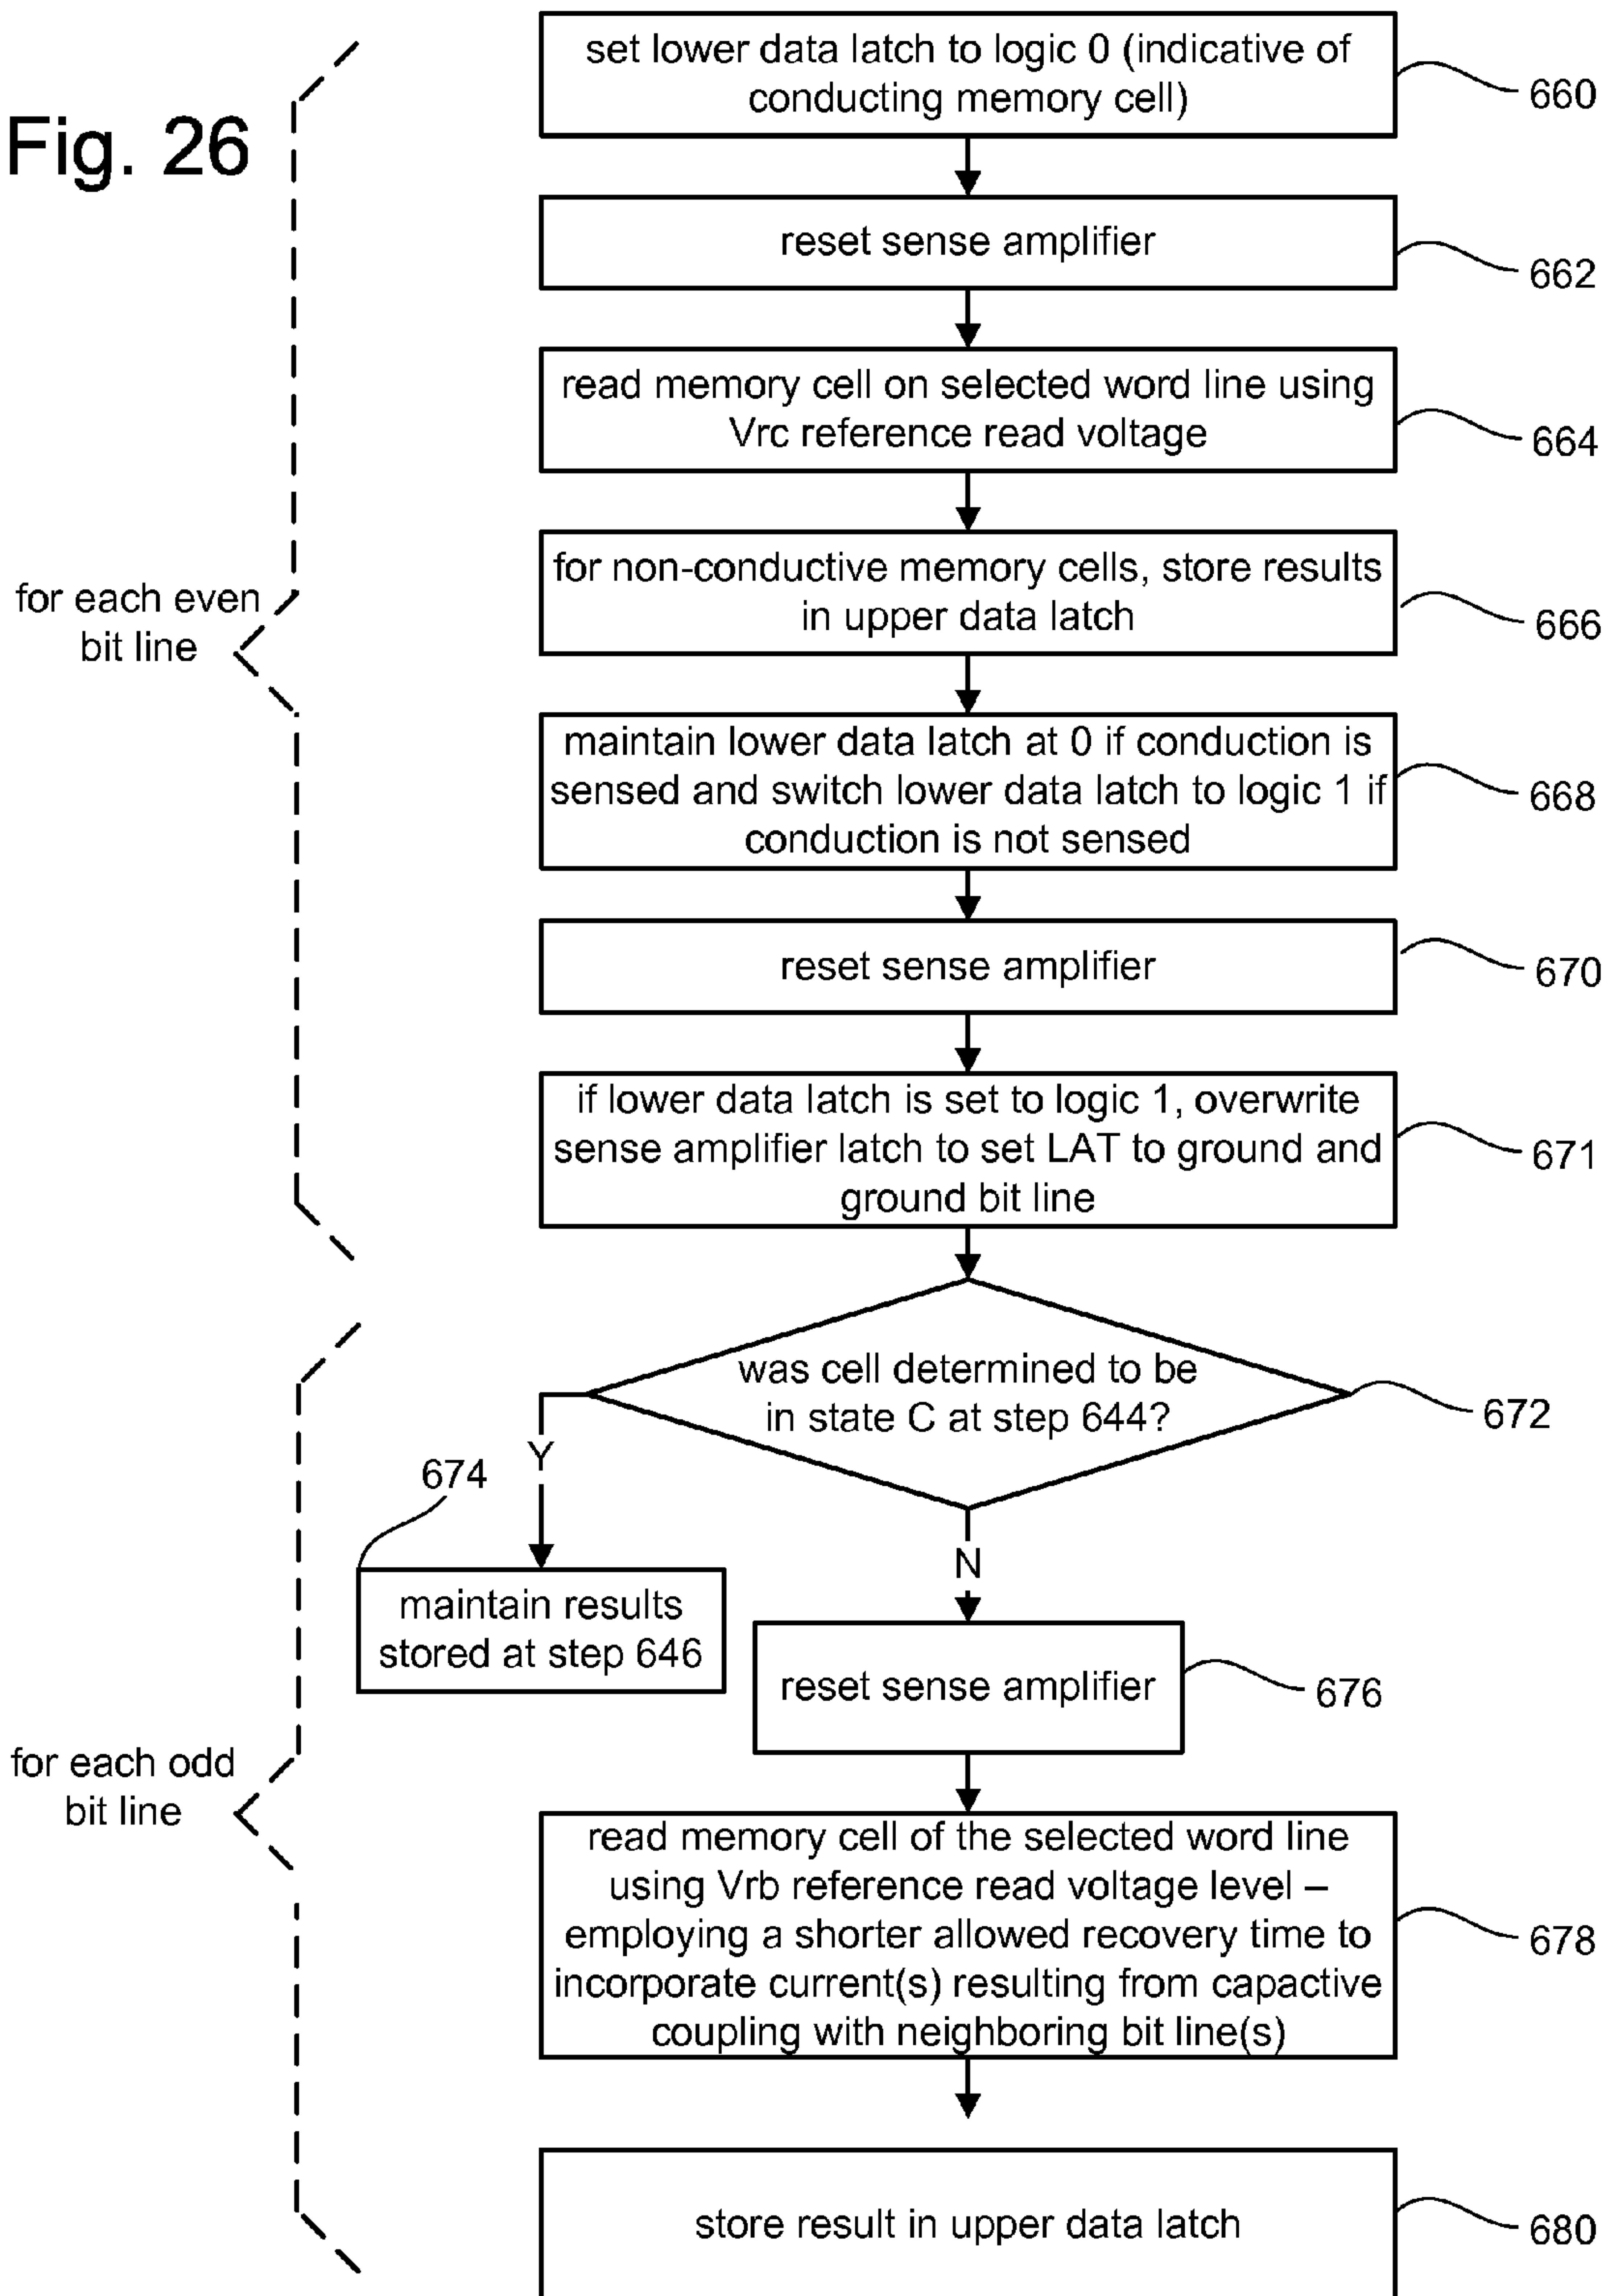 Fig. 26
set lower data latch to logic 0 (indicative of
conducting memory cell)
660
reset sense amplifier
662
read memory cell on selected word line using
Vrc reference read voltage
664
for each even
bit line
for non-conductive memory cells, store results
in upper data latch
666
maintain lower data latch at 0 if conduction is
sensed and switch lower data latch to logic 1 if
conduction is not sensed
668
reset sense amplifier
670
if lower data latch is set to logic 1, overwrite
sense amplifier latch to set LAT to ground and
ground bit line
671
was cell determined to be
in state C at step 644?
672
Y
674
N
maintain results
stored at step 646
reset sense amplifier
676
for each odd
bit line
read memory cell of the selected word line
using Vrb reference read voltage level –
employing a shorter allowed recovery time to
incorporate current(s) resulting from capactive
coupling with neighboring bit line(s)
678
store result in upper data latch
680